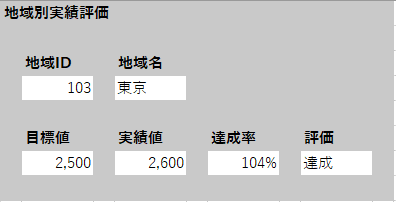 地域別実績評価
地域ID 地域名
103 東京
目標値 実績値 達成率 評価
2,500 2,600 104% 達成